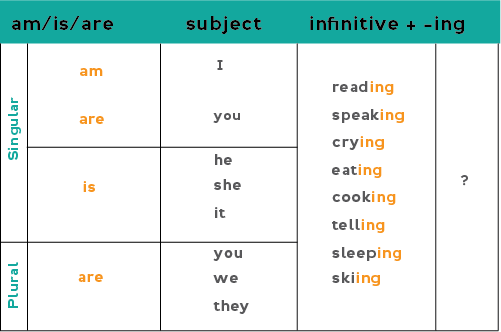 am/is/are subject infinitive + -ing
Singular
am I
are you
is
he
she
it
Plural
are
you
we
they
reading
speaking
crying
eating
cooking
telling
sleeping
skiing
?